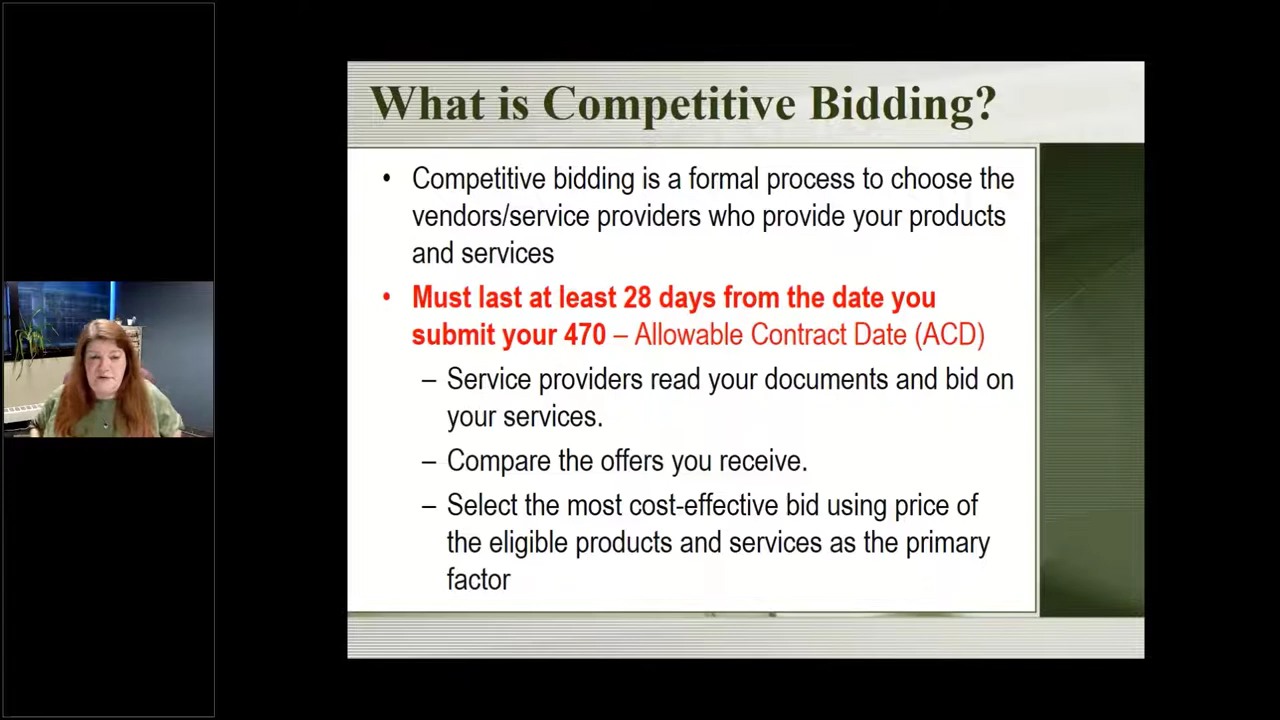 What is Competitive Bidding?
• Competitive bidding is a formal process to choose the
vendors/service providers who provide your products
and services
• Must last at least 28 days from the date you
submit your 470 – Allowable Contract Date (ACD)
– Service providers read your documents and bid on
your services.
– Compare the offers you receive.
– Select the most cost-effective bid using price of
the eligible products and services as the primary
factor